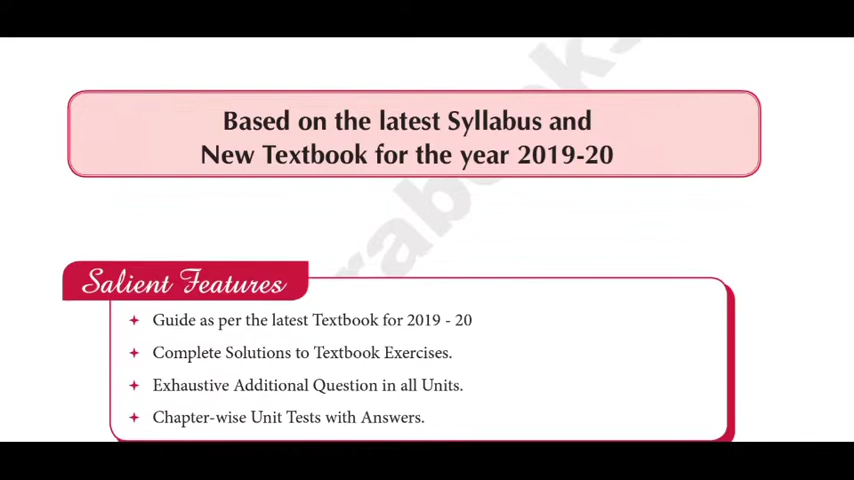 Based on the latest Syllabus and
New Textbook for the year 2019-20
Salient Features
Guide as per the latest Textbook for 2019 - 20
Complete Solutions to Textbook Exercises.
Exhaustive Additional Question in all Units.
Chapter-wise Unit Tests with Answers.